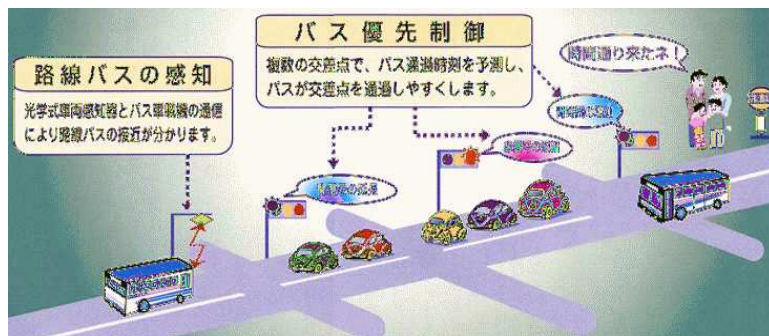 路線バスの感知
光学式車両感知器とバス車載機の通信
により路線バスの接近が分かります。
バス優先制御
複数の交差点で、バス通過時刻を予測し、
バスが交差点を通過しやすくします。
時間通り来たネ！